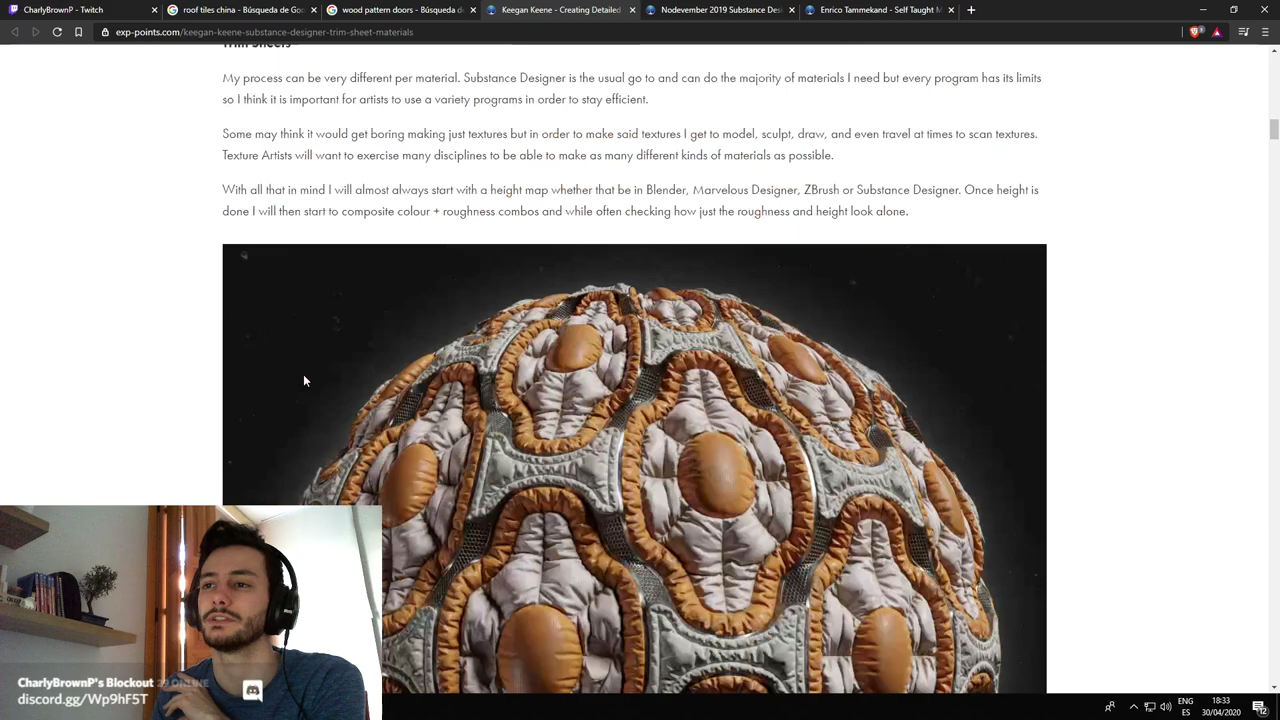 CharlyBrownP - Twitch
roof tiles china - Búsqueda de Goo
wood pattern doors - Búsqueda de
Keegan Keene - Creating Detailed
Nodevember 2019 Substance Desi
Enrico Tammekand - Self Taught M
exp-points.com/keegan-keene-substance-designer-trim-sheet-materials
Trim Sheets
My process can be very different per material. Substance Designer is the usual go to and can do the majority of materials I need but every program has its limits
so I think it is important for artists to use a variety programs in order to stay efficient.
Some may think it would get boring making just textures but in order to make said textures I get to model, sculpt, draw, and even travel at times to scan textures.
Texture Artists will want to exercise many disciplines to be able to make as many different kinds of materials as possible.
With all that in mind I will almost always start with a height map whether that be in Blender, Marvelous Designer, ZBrush or Substance Designer. Once height is
done I will then start to composite colour + roughness combos and while often checking how just the roughness and height look alone.
CharlyBrownP's Blockout 29 ONLINE
discord.gg/Wp9hF5T
ENG
ES
18:33
30/04/2020